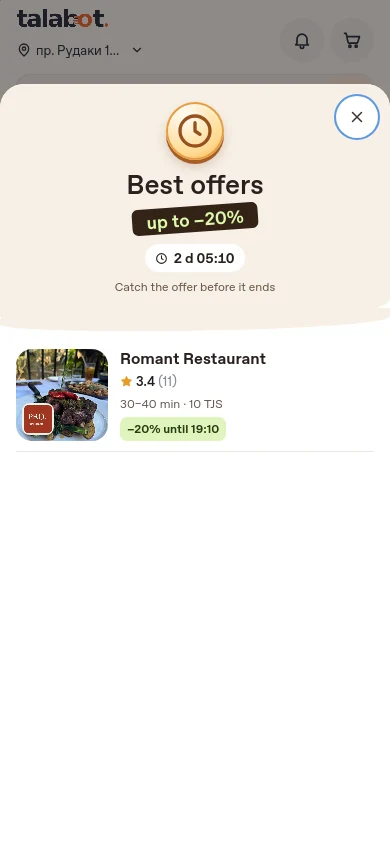 talabot.
пр. Рудаки 1...
Best offers
up to −20%
2 d 05:10
Catch the offer before it ends
Romant Restaurant
3.4 (11)
30–40 min · 10 TJS
−20% until 19:10